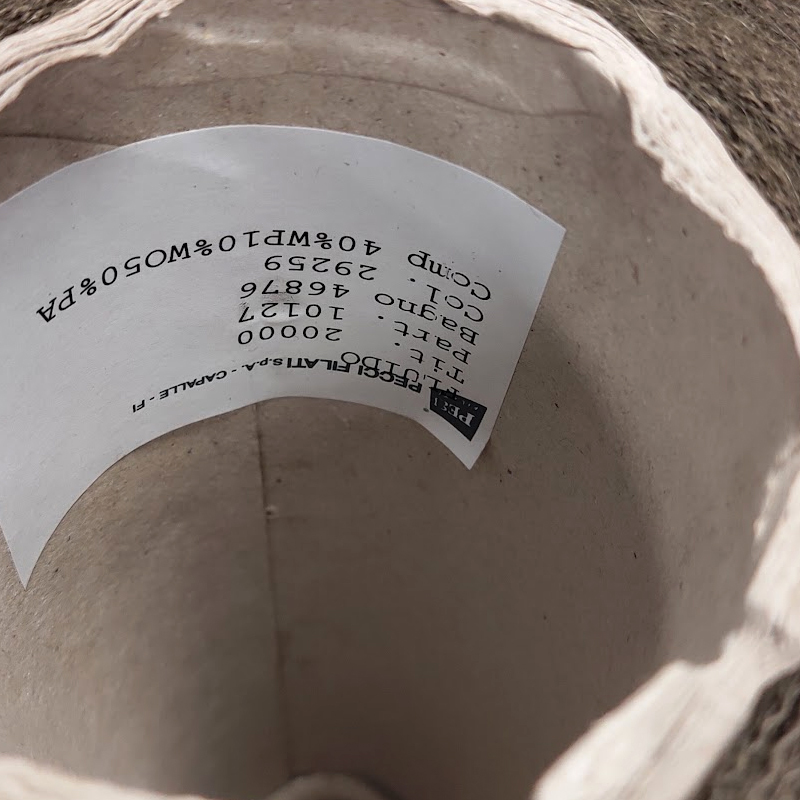 PECCI FILATI S.p.A. - CAPALLE - FI
FLUIDO
Tit. 20000
Part. 10127
Bagno 46876
Col. 29259
Comp 40%WP10%WO50%PA